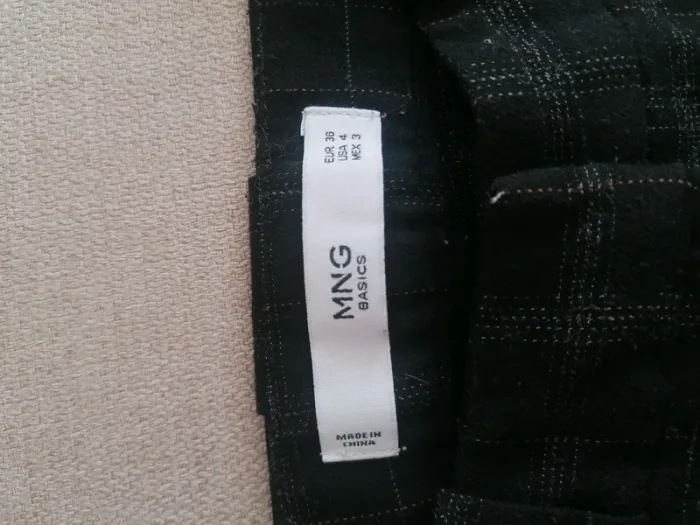 EUR 36
USA 4
MEX 3
MNG
BASICS
MADE IN
CHINA